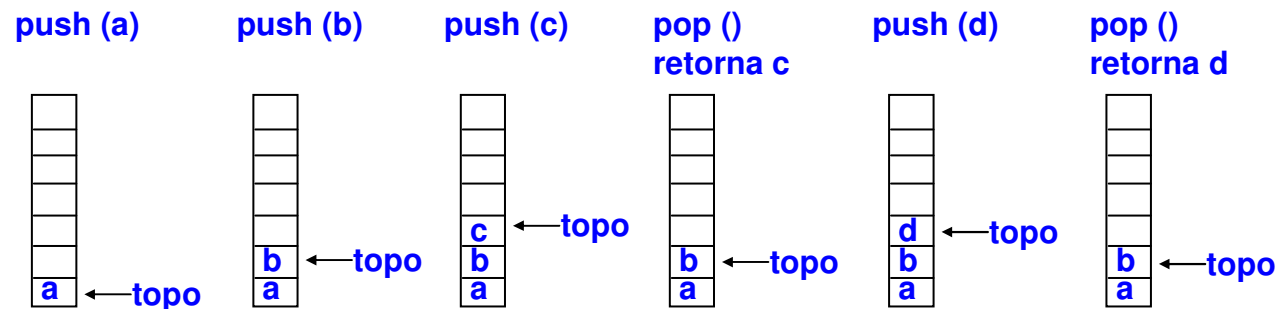 push (a)
push (b)
push (c)
pop ()
retorna c
push (d)
pop ()
retorna d
a
topo
b
a
topo
c
b
a
topo
b
a
topo
d
b
a
topo
b
a
topo